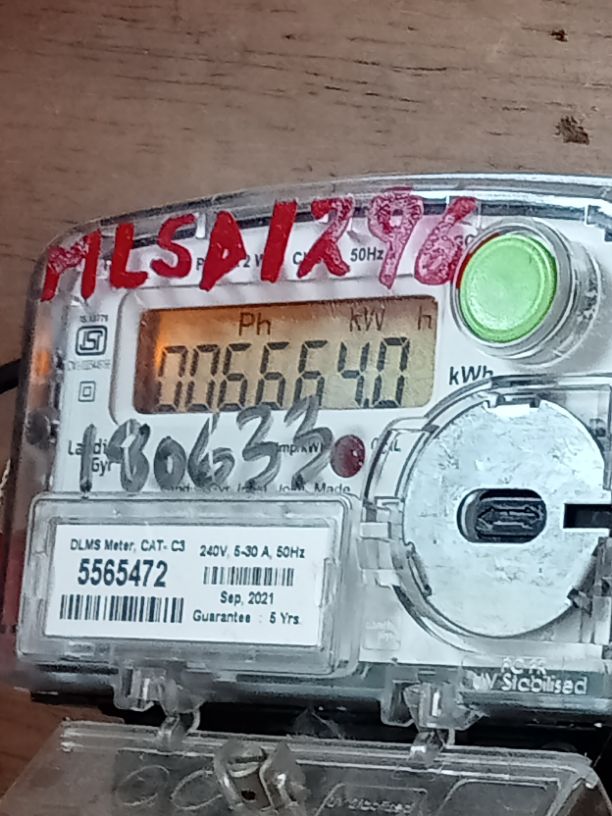 MLSD1296
50Hz
Ph kW h
006664.0
kWh
180633
DLMS Meter, CAT- C3
5565472
240V, 5-30 A, 50Hz
Sep, 2021
Guarantee : 5 Yrs.
UV Stabilised